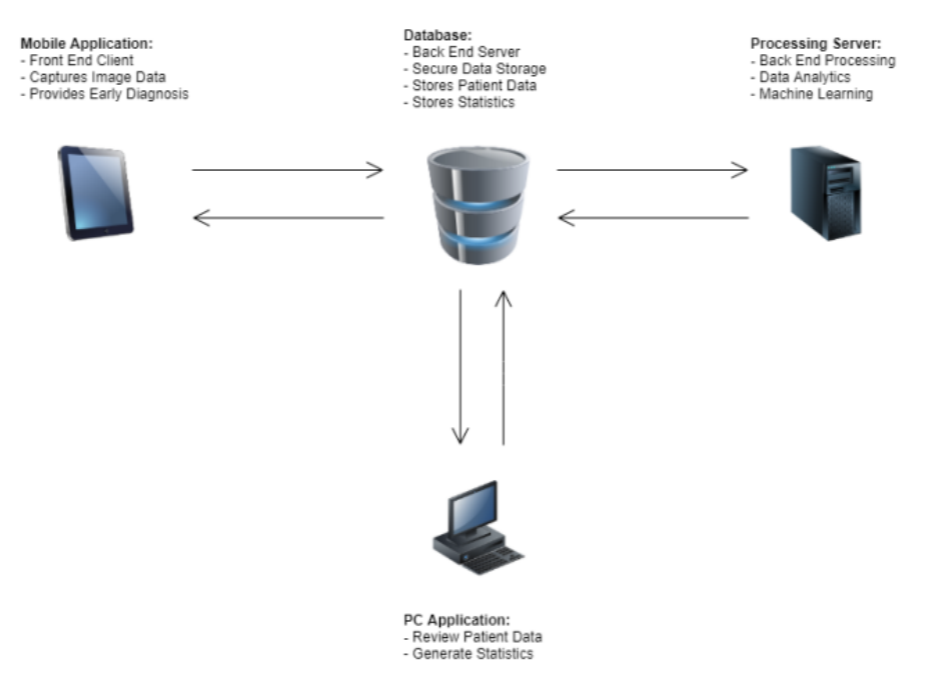 Mobile Application:
- Front End Client
- Captures Image Data
- Provides Early Diagnosis
Database:
- Back End Server
- Secure Data Storage
- Stores Patient Data
- Stores Statistics
Processing Server:
- Back End Processing
- Data Analytics
- Machine Learning
PC Application:
- Review Patient Data
- Generate Statistics